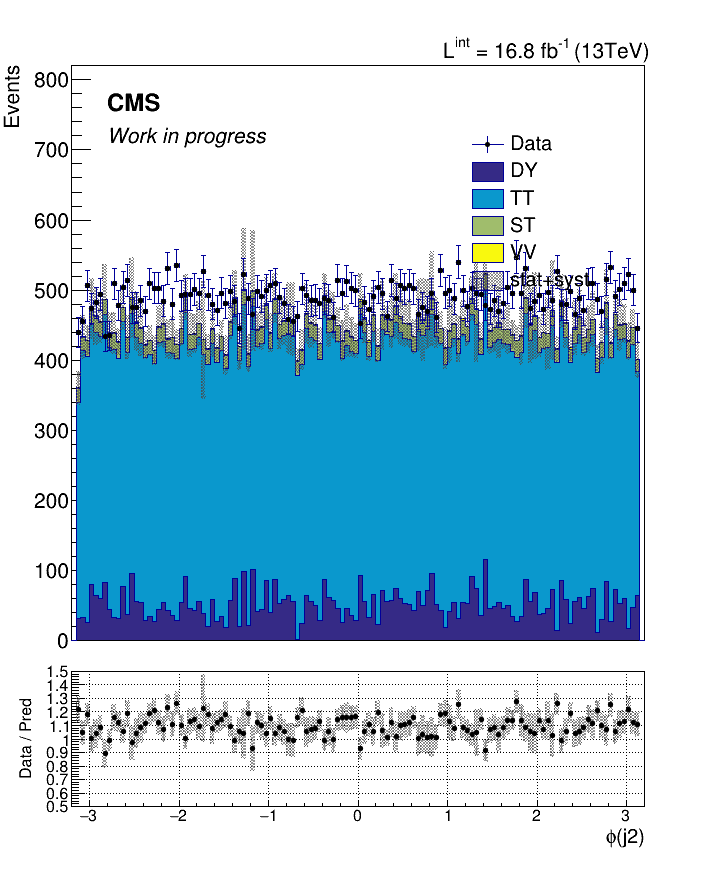 L^int = 16.8 fb^-1 (13TeV)
Events
800
700
600
500
400
300
200
100
0
CMS
Work in progress
Data
DY
TT
ST
VV
stat+syst
Data / Pred
1.5
1.4
1.3
1.2
1.1
1
0.9
0.8
0.7
0.6
0.5
−3 −2 −1 0 1 2 3
ϕ(j2)